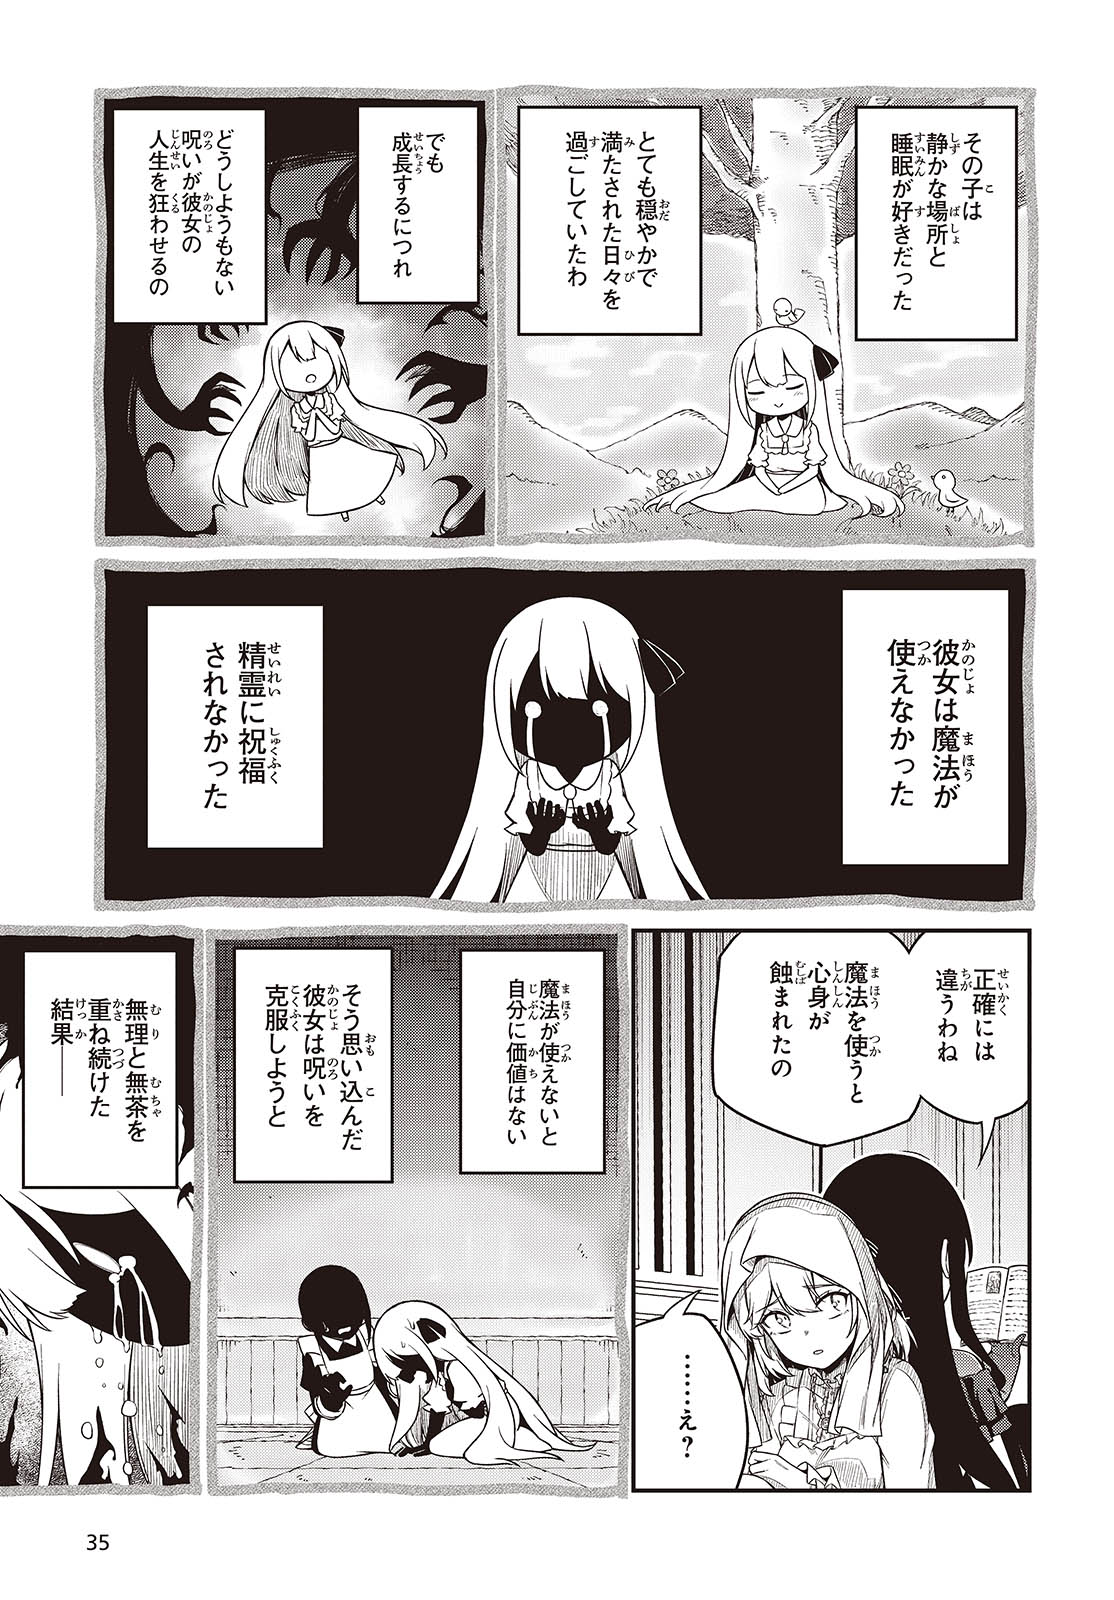 その子は
静かな場所と
睡眠が好きだった
とても穏やかで
満たされた日々を
過ごしていたわ
でも
成長するにつれ
どうしようもない
呪いが彼女の
人生を狂わせるの
彼女は魔法が
使えなかった
精霊に祝福
されなかった
正確には
違うわね
魔法を使うと
心身が
蝕まれたの
………え?
魔法が使えないと
自分に価値はない
そう思い込んだ
彼女は呪いを
克服しようと
無理と無茶を
重ね続けた
結果――
35